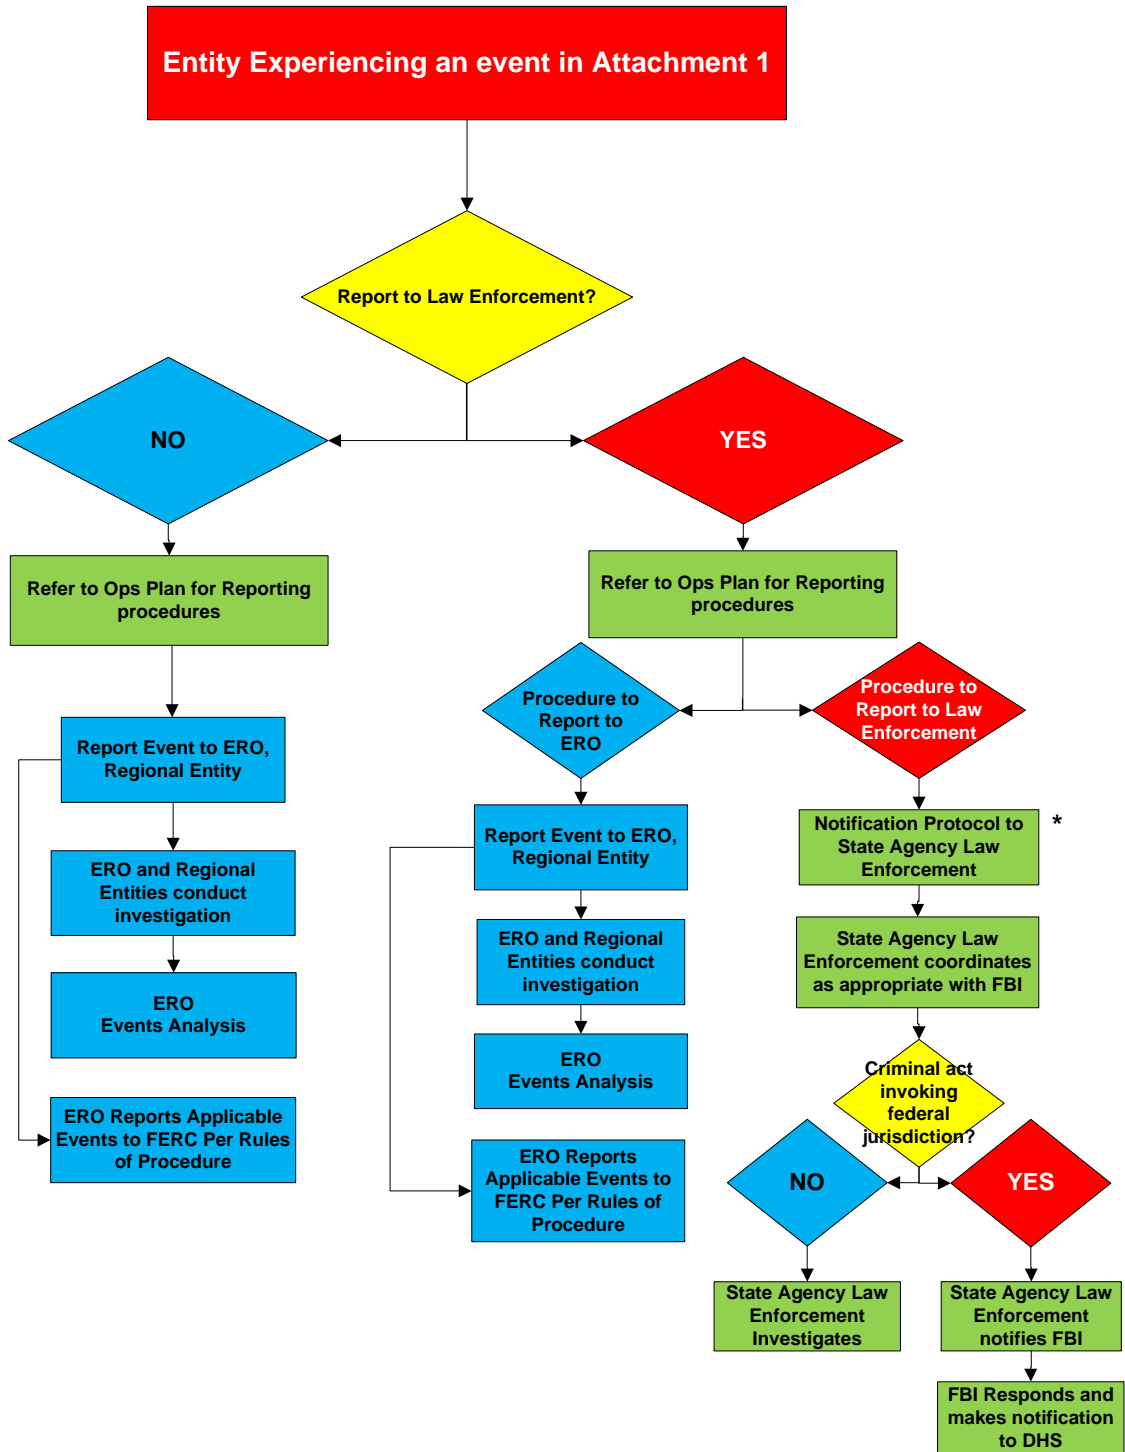 Entity Experiencing an event in Attachment 1
Report to Law Enforcement?
NO
YES
Refer to Ops Plan for Reporting
procedures
Refer to Ops Plan for Reporting
procedures
Report Event to ERO,
Regional Entity
ERO and Regional
Entities conduct
investigation
ERO
Events Analysis
ERO Reports Applicable
Events to FERC Per Rules
of Procedure
Procedure to
Report to
ERO
Report Event to ERO,
Regional Entity
ERO and Regional
Entities conduct
investigation
ERO
Events Analysis
ERO Reports
Applicable Events to
FERC Per Rules of
Procedure
Procedure to
Report to Law
Enforcement
Notification Protocol to
State Agency Law
Enforcement
*
State Agency Law
Enforcement coordinates
as appropriate with FBI
Criminal act
invoking
federal
jurisdiction?
NO
YES
State Agency Law
Enforcement
Investigates
State Agency Law
Enforcement
notifies FBI
FBI Responds and
makes notification
to DHS